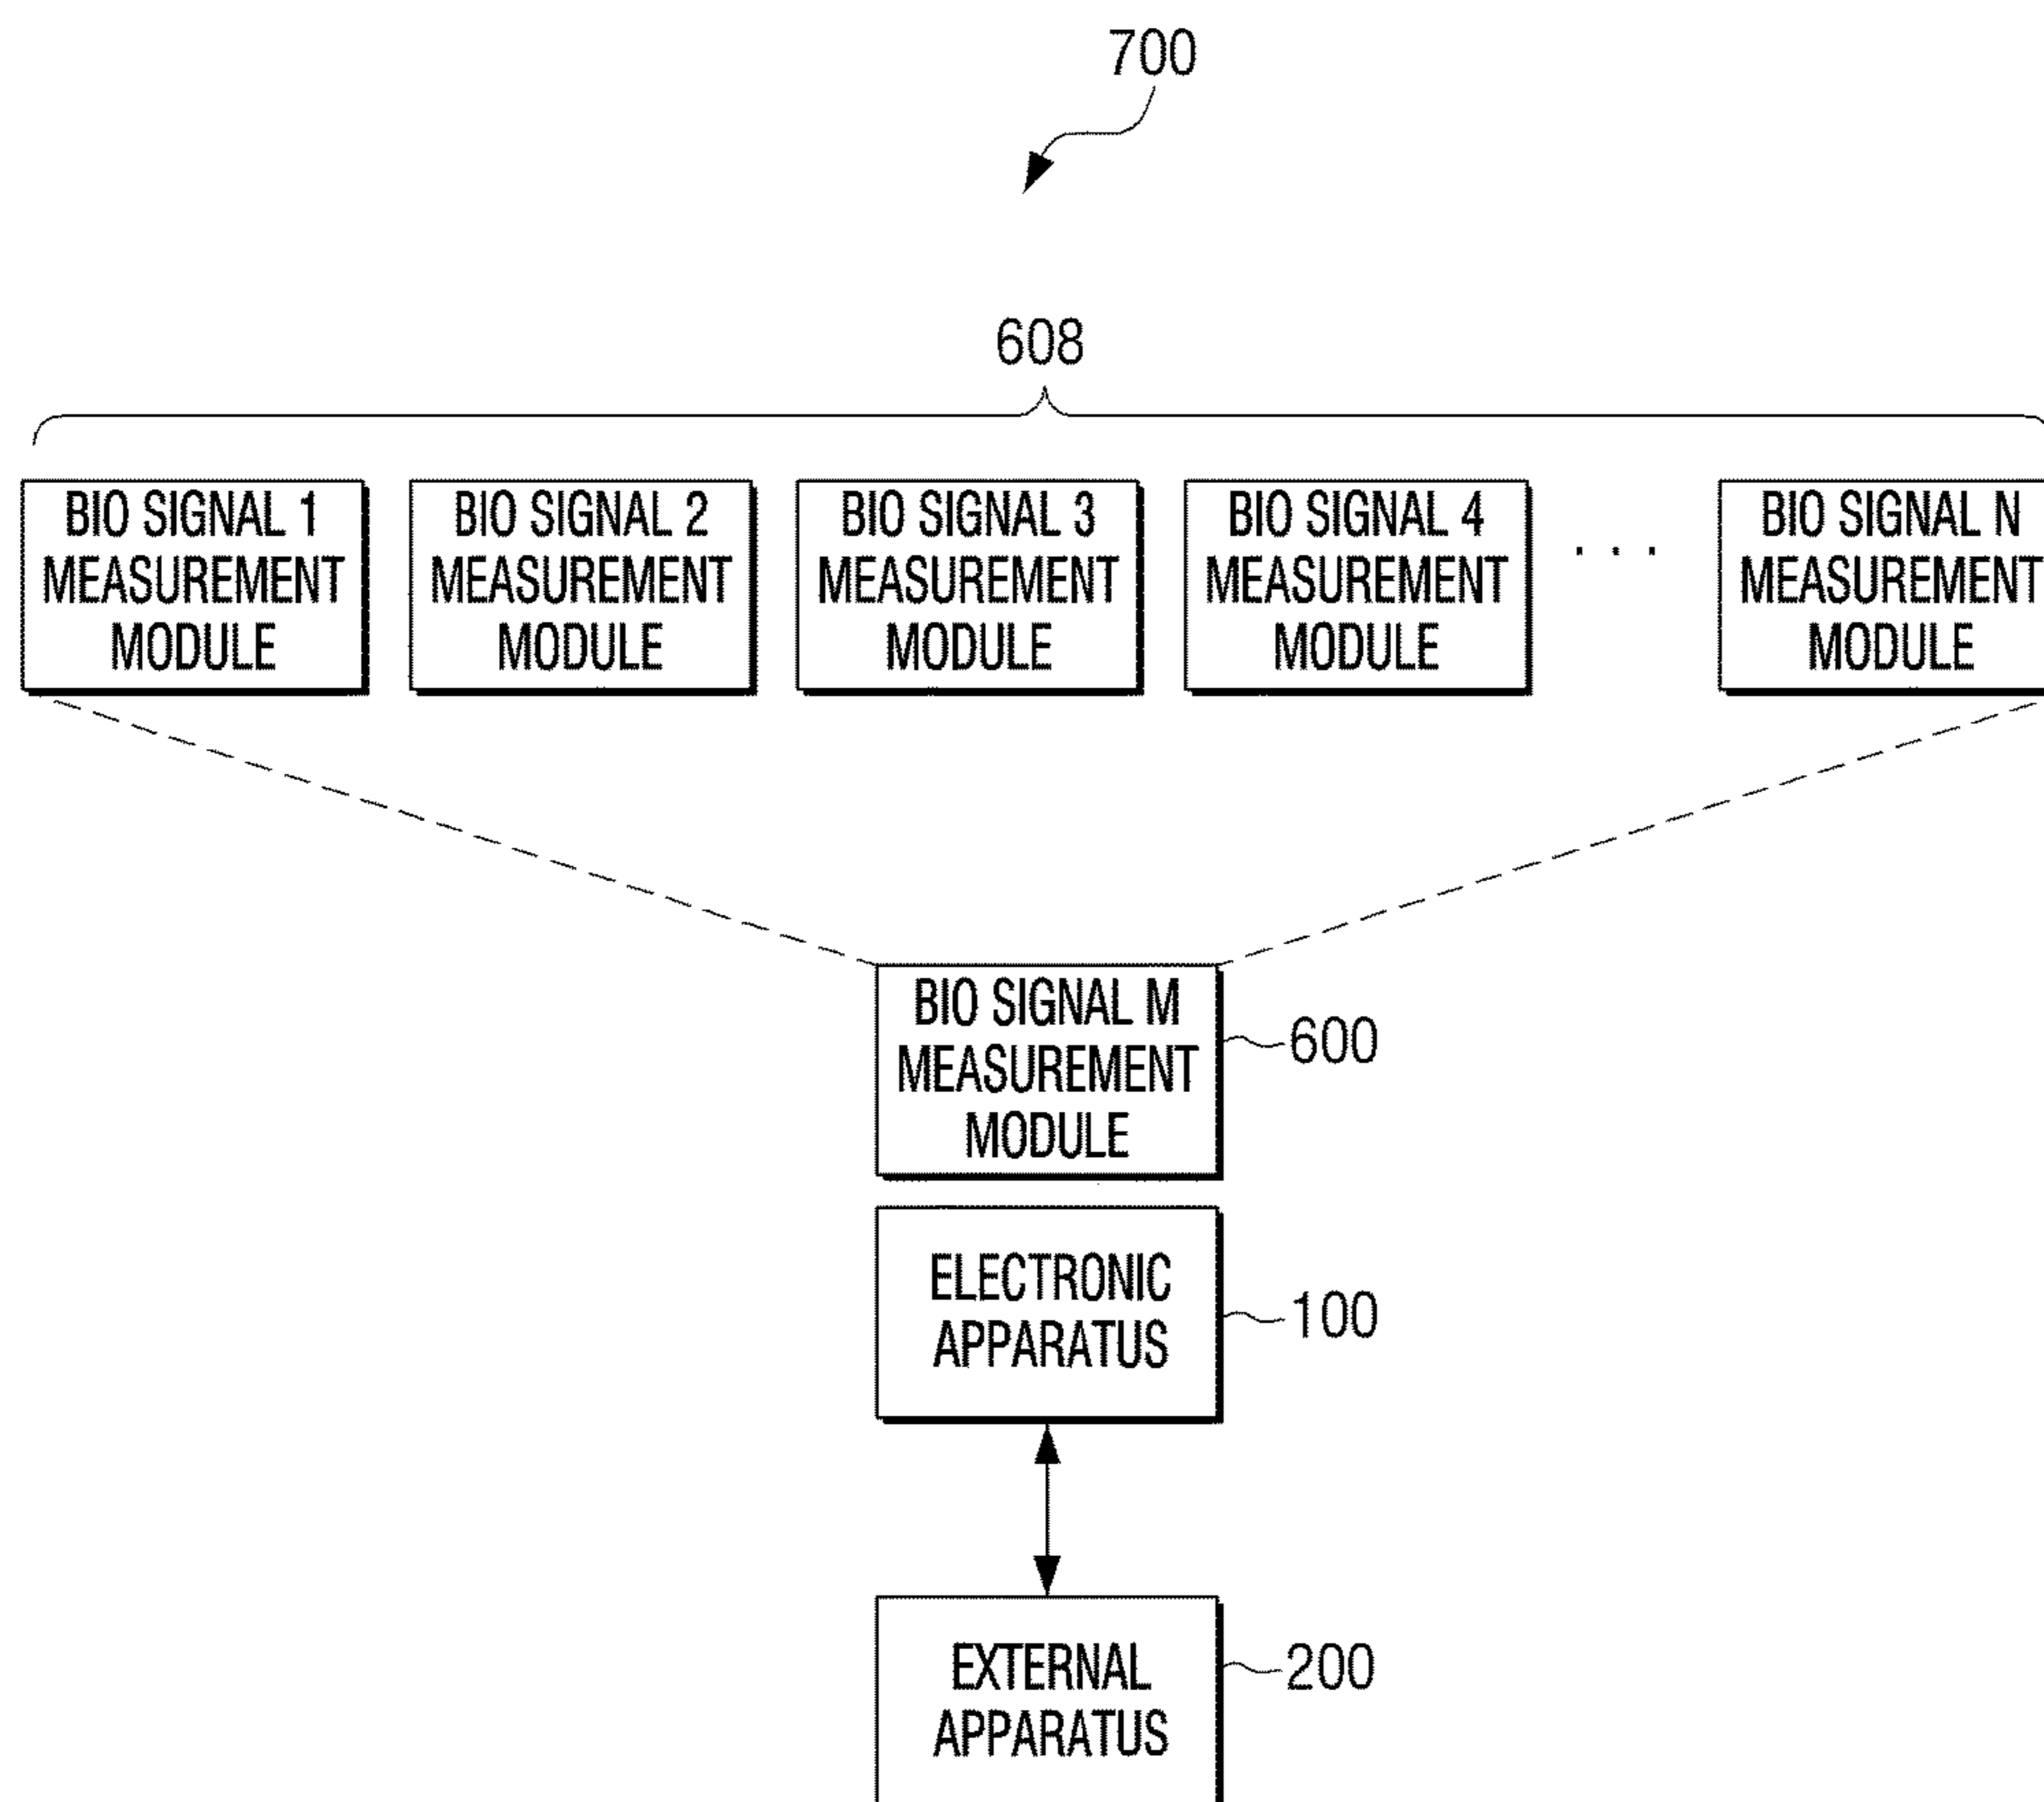 700
608
BIO SIGNAL 1
MEASUREMENT
MODULE
BIO SIGNAL 2
MEASUREMENT
MODULE
BIO SIGNAL 3
MEASUREMENT
MODULE
BIO SIGNAL 4
MEASUREMENT
MODULE
. . .
BIO SIGNAL N
MEASUREMENT
MODULE
BIO SIGNAL M
MEASUREMENT
MODULE
600
ELECTRONIC
APPARATUS
100
EXTERNAL
APPARATUS
200